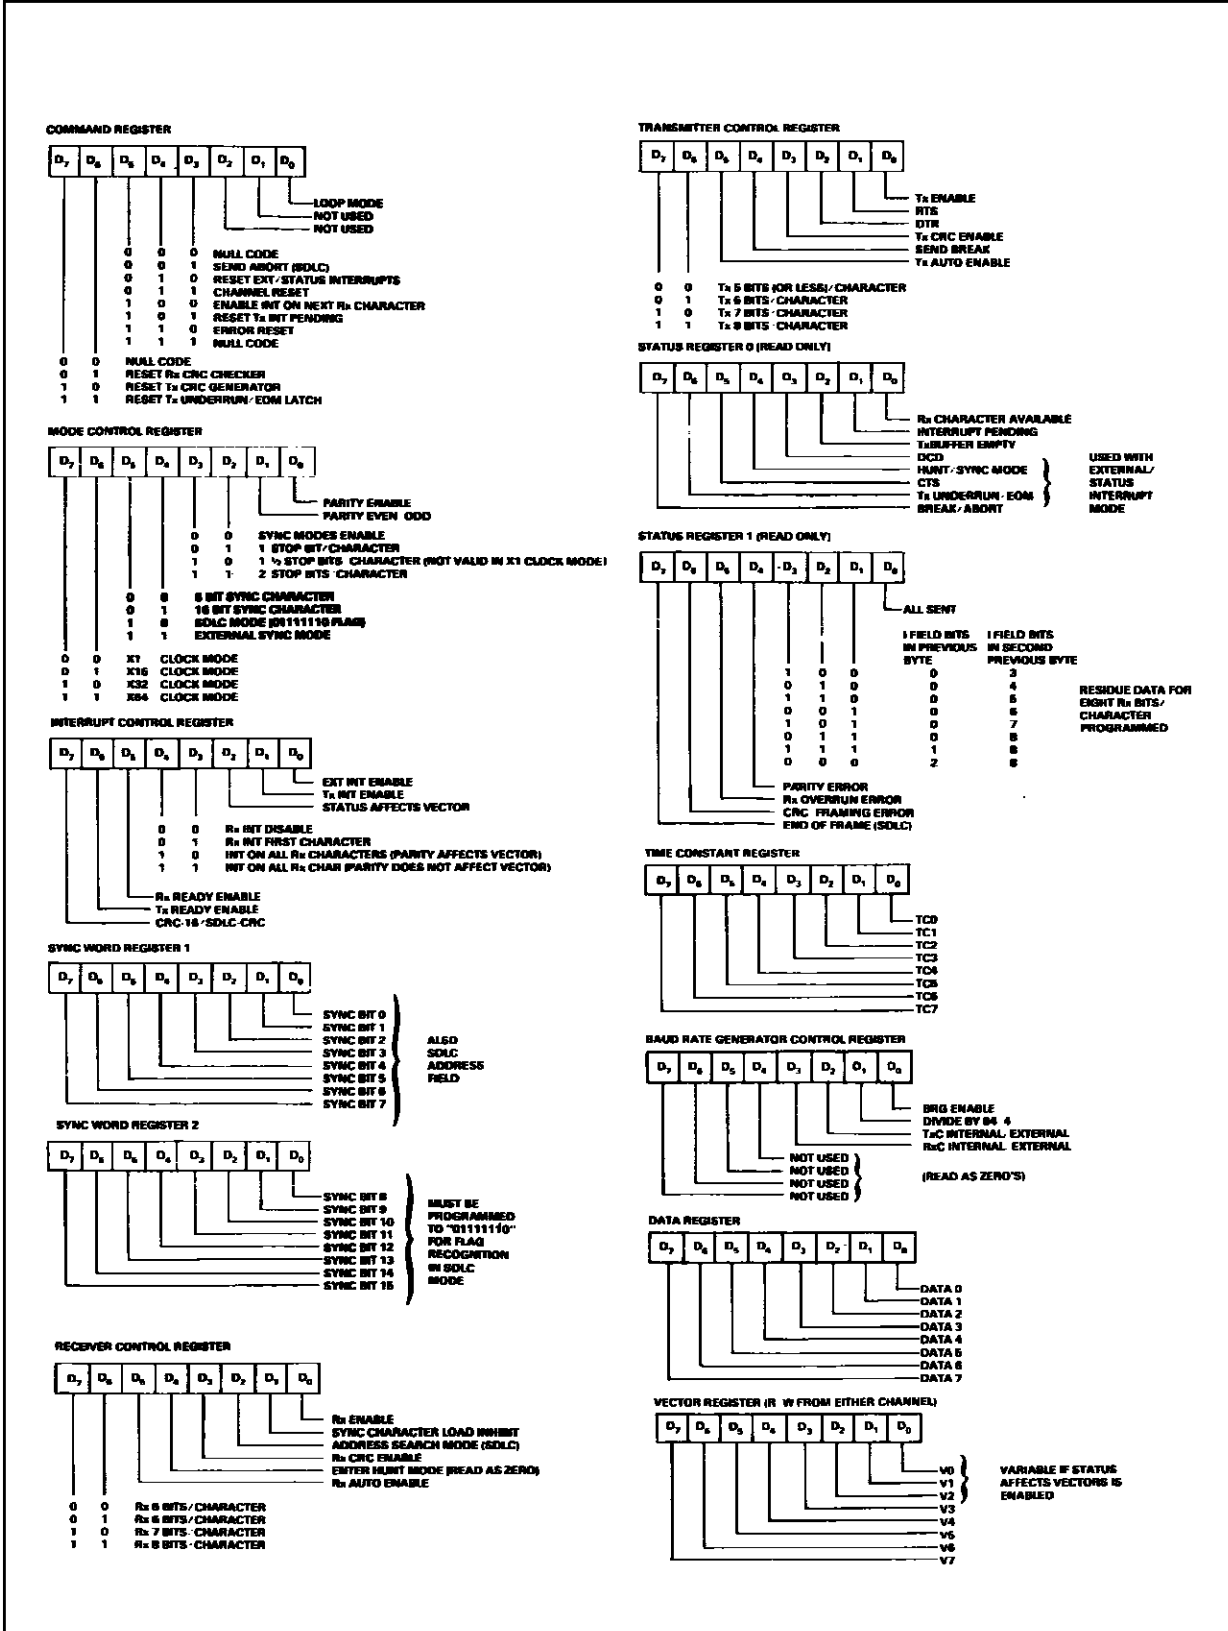 COMMAND REGISTER
D7 D6 D5 D4 D3 D2 D1 D0
LOOP MODE
NOT USED
NOT USED
0 0 0 NULL CODE
0 0 1 SEND ABORT (SDLC)
0 1 0 RESET EXT/STATUS INTERRUPTS
0 1 1 CHANNEL RESET
1 0 0 ENABLE INT ON NEXT Rx CHARACTER
1 0 1 RESET Tx INT PENDING
1 1 0 ERROR RESET
1 1 1 NULL CODE
0 0 NULL CODE
0 1 RESET Rx CRC CHECKER
1 0 RESET Tx CRC GENERATOR
1 1 RESET Tx UNDERRUN/EOM LATCH
MODE CONTROL REGISTER
D7 D6 D5 D4 D3 D2 D1 D0
PARITY ENABLE
PARITY EVEN ODD
0 0 SYNC MODES ENABLE
0 1 1 STOP BIT/CHARACTER
1 0 1 ½ STOP BITS CHARACTER (NOT VALID IN X1 CLOCK MODE)
1 1 2 STOP BITS CHARACTER
0 0 8 BIT SYNC CHARACTER
0 1 16 BIT SYNC CHARACTER
1 0 SDLC MODE (01111110 FLAG)
1 1 EXTERNAL SYNC MODE
0 0 X1 CLOCK MODE
0 1 X16 CLOCK MODE
1 0 X32 CLOCK MODE
1 1 X64 CLOCK MODE
INTERRUPT CONTROL REGISTER
D7 D6 D5 D4 D3 D2 D1 D0
EXT INT ENABLE
Tx INT ENABLE
STATUS AFFECTS VECTOR
0 0 Rx INT DISABLE
0 1 Rx INT FIRST CHARACTER
1 0 INT ON ALL Rx CHARACTERS (PARITY AFFECTS VECTOR)
1 1 INT ON ALL Rx CHAR (PARITY DOES NOT AFFECT VECTOR)
Rx READY ENABLE
Tx READY ENABLE
CRC-16/SDLC-CRC
SYNC WORD REGISTER 1
D7 D6 D5 D4 D3 D2 D1 D0
SYNC BIT 0
SYNC BIT 1
SYNC BIT 2
SYNC BIT 3
SYNC BIT 4
SYNC BIT 5
SYNC BIT 6
SYNC BIT 7
ALSO
SDLC
ADDRESS
FIELD
SYNC WORD REGISTER 2
D7 D6 D5 D4 D3 D2 D1 D0
SYNC BIT 8
SYNC BIT 9
SYNC BIT 10
SYNC BIT 11
SYNC BIT 12
SYNC BIT 13
SYNC BIT 14
SYNC BIT 15
MUST BE
PROGRAMMED
TO "01111110"
FOR FLAG
RECOGNITION
IN SDLC
MODE
RECEIVER CONTROL REGISTER
D7 D6 D5 D4 D3 D2 D1 D0
Rx ENABLE
SYNC CHARACTER LOAD INHIBIT
ADDRESS SEARCH MODE (SDLC)
Rx CRC ENABLE
ENTER HUNT MODE (READ AS ZERO)
Rx AUTO ENABLE
0 0 Rx 5 BITS/CHARACTER
0 1 Rx 6 BITS/CHARACTER
1 0 Rx 7 BITS/CHARACTER
1 1 Rx 8 BITS/CHARACTER
TRANSMITTER CONTROL REGISTER
D7 D6 D5 D4 D3 D2 D1 D0
Tx ENABLE
RTS
DTR
Tx CRC ENABLE
SEND BREAK
Tx AUTO ENABLE
0 0 Tx 5 BITS (OR LESS)/CHARACTER
0 1 Tx 6 BITS/CHARACTER
1 0 Tx 7 BITS/CHARACTER
1 1 Tx 8 BITS/CHARACTER
STATUS REGISTER 0 (READ ONLY)
D7 D6 D5 D4 D3 D2 D1 D0
Rx CHARACTER AVAILABLE
INTERRUPT PENDING
TxBUFFER EMPTY
DCD
HUNT/SYNC MODE
CTS
Tx UNDERRUN/EOM
BREAK/ABORT
USED WITH
EXTERNAL/
STATUS
INTERRUPT
MODE
STATUS REGISTER 1 (READ ONLY)
D7 D6 D5 D4 D3 D2 D1 D0
ALL SENT
I FIELD BITS IN PREVIOUS BYTE
I FIELD BITS IN SECOND PREVIOUS BYTE
1 0 0 0 3
0 1 0 0 4
1 1 0 0 5
0 0 1 0 6
1 0 1 0 7
0 1 1 0 8
1 1 1 1 8
0 0 0 2 8
RESIDUE DATA FOR
EIGHT Rx BITS/
CHARACTER
PROGRAMMED
PARITY ERROR
Rx OVERRUN ERROR
CRC FRAMING ERROR
END OF FRAME (SDLC)
TIME CONSTANT REGISTER
D7 D6 D5 D4 D3 D2 D1 D0
TC0
TC1
TC2
TC3
TC4
TC5
TC6
TC7
BAUD RATE GENERATOR CONTROL REGISTER
D7 D6 D5 D4 D3 D2 D1 D0
BRG ENABLE
DIVIDE BY 64 4
TxC INTERNAL EXTERNAL
RxC INTERNAL EXTERNAL
NOT USED
NOT USED
NOT USED
NOT USED
(READ AS ZERO'S)
DATA REGISTER
D7 D6 D5 D4 D3 D2 D1 D0
DATA 0
DATA 1
DATA 2
DATA 3
DATA 4
DATA 5
DATA 6
DATA 7
VECTOR REGISTER (R W FROM EITHER CHANNEL)
D7 D6 D5 D4 D3 D2 D1 D0
V0
V1
V2
V3
V4
V5
V6
V7
VARIABLE IF STATUS
AFFECTS VECTORS IS
ENABLED